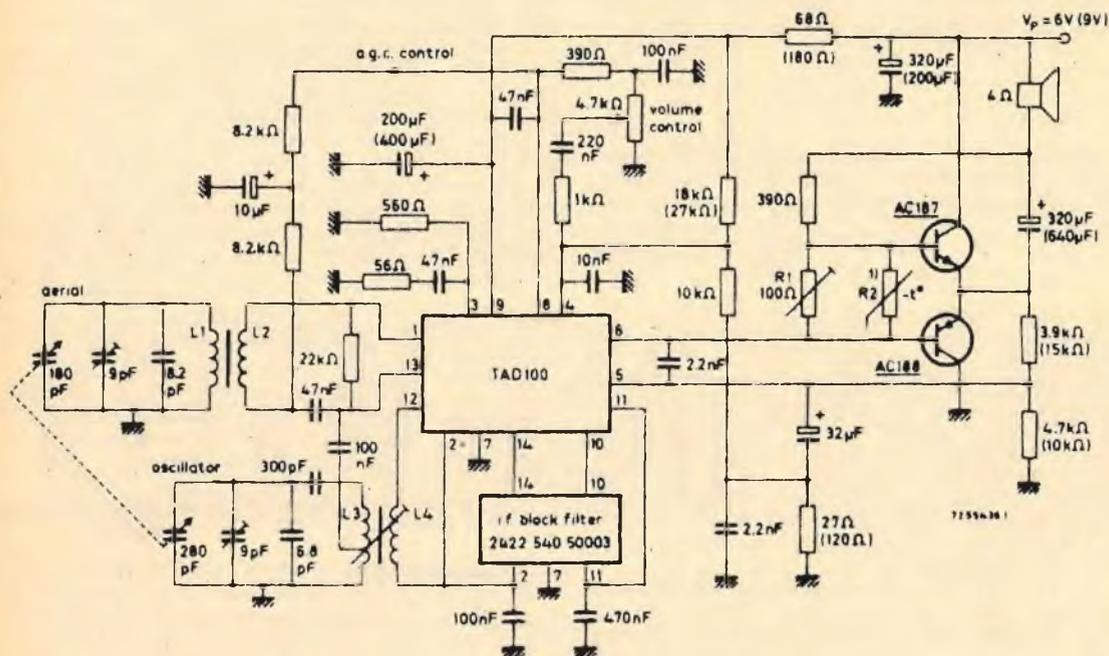 68Ω
(180Ω)
Vp = 6V (9V)
a.g.c. control
390Ω
100nF
320μF
(200μF)
4Ω
47nF
4.7kΩ
volume
control
8.2kΩ
200μF
(400μF)
220
nF
10μF
1kΩ
18kΩ
(27kΩ)
390Ω
AC187
320μF
(640μF)
560Ω
8.2kΩ
56Ω
47nF
10nF
10kΩ
R1
100Ω
1)
R2
-t°
aerial
3
9
8
4
L1
L2
1
6
180
pF
9pF
8.2
pF
22kΩ
13
TAD100
2.2nF
AC188
3.9kΩ
(15kΩ)
47nF
12
5
11
2
7
14
10
32μF
4.7kΩ
(10kΩ)
100
nF
oscillator
300pF
L3
L4
14
10
280
pF
9pF
6.8
pF
if block filter
2422 540 50003
2.2nF
27Ω
(120Ω)
2
7
11
100nF
470nF